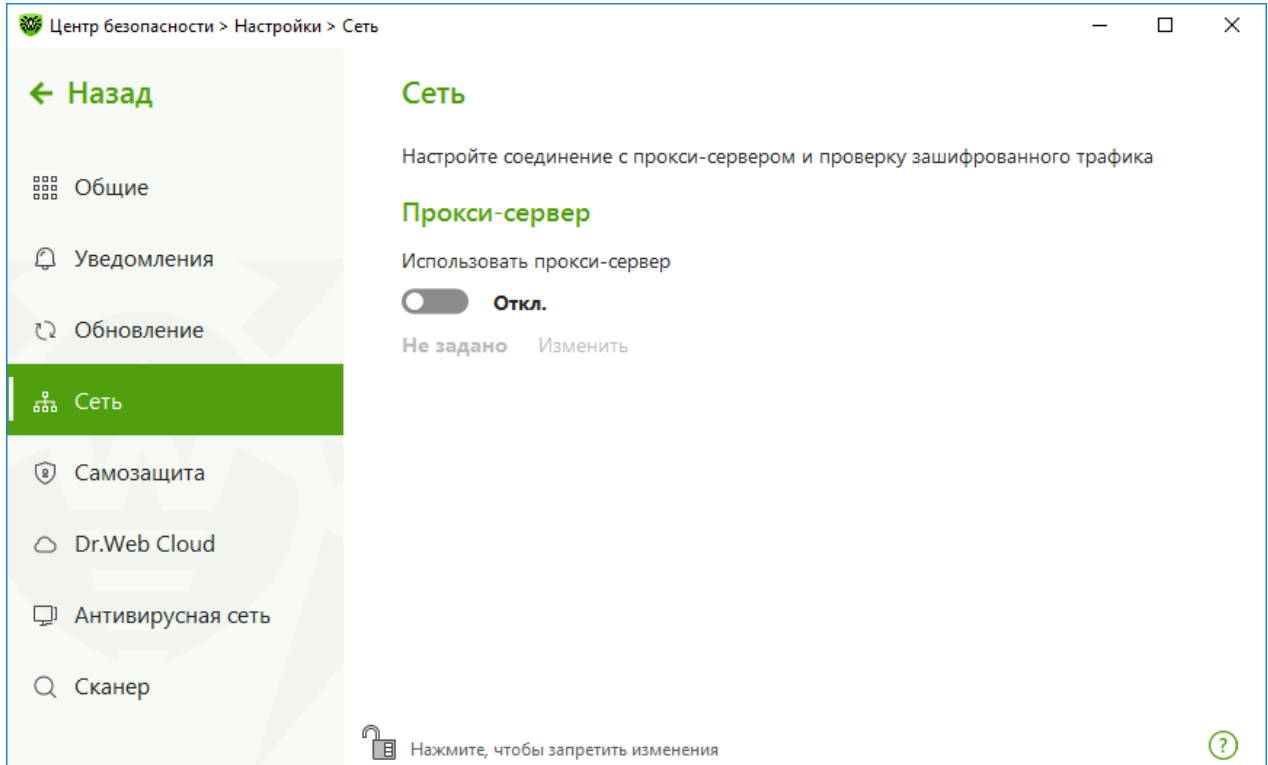 Центр безопасности > Настройки > Сеть
Назад
Общие
Уведомления
Обновление
Сеть
Самозащита
Dr.Web Cloud
Антивирусная сеть
Сканер
Сеть
Настройте соединение с прокси-сервером и проверку зашифрованного трафика
Прокси-сервер
Использовать прокси-сервер
Откл.
Не задано Изменить
Нажмите, чтобы запретить изменения
?